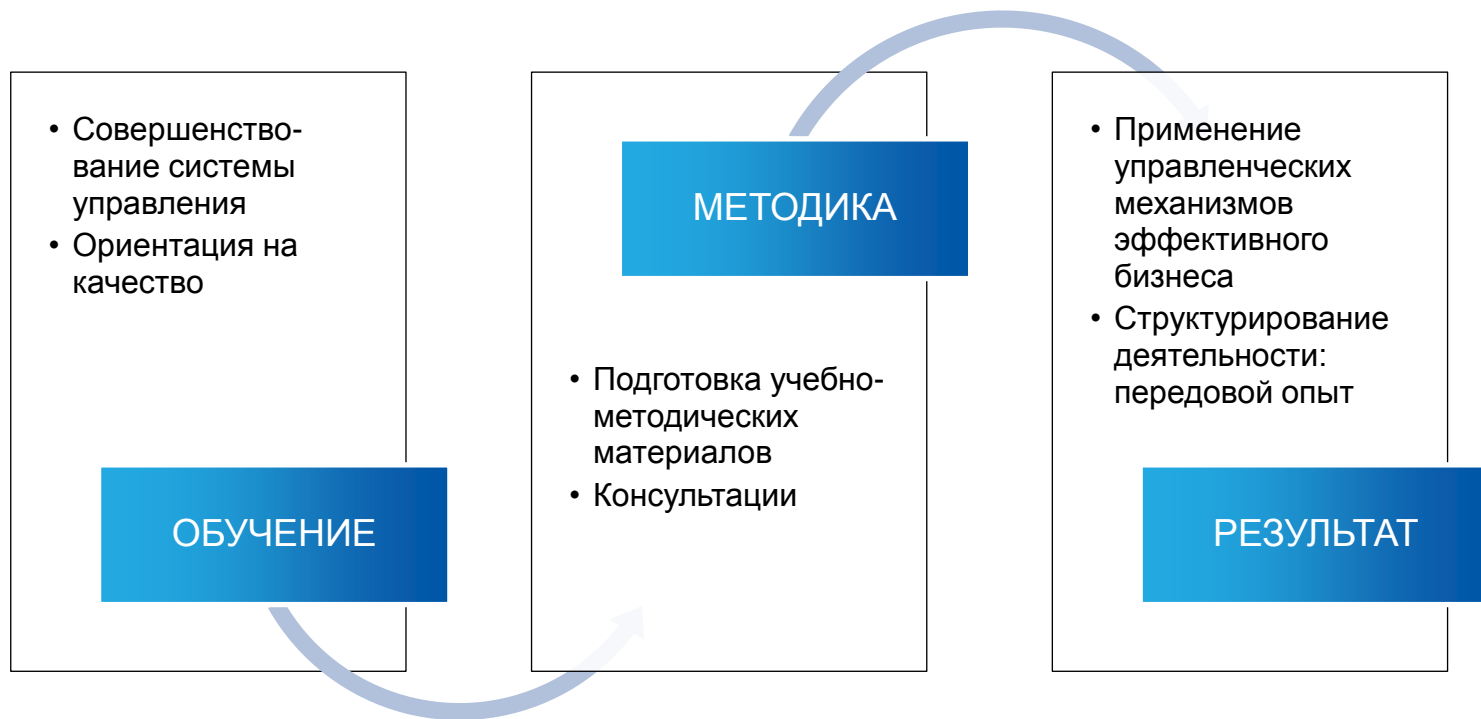 • Совершенство-
вание системы
управления
• Ориентация на
качество
ОБУЧЕНИЕ
МЕТОДИКА
• Подготовка учебно-
методических
материалов
• Консультации
• Применение
управленческих
механизмов
эффективного
бизнеса
• Структурирование
деятельности:
передовой опыт
РЕЗУЛЬТАТ